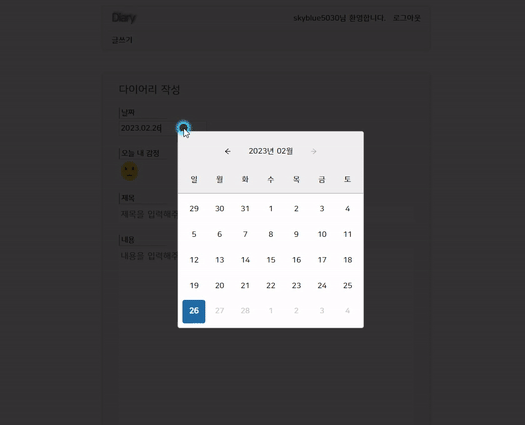 Diary
skyblue5030님 환영합니다. 로그아웃
글쓰기
다이어리 작성
날짜
2023.02.26
오늘 내 감정
제목
제목을 입력해주
내용
내용을 입력해주
← 2023년 02월 →
일 월 화 수 목 금 토
29 30 31 1 2 3 4
5 6 7 8 9 10 11
12 13 14 15 16 17 18
19 20 21 22 23 24 25
26 27 28 1 2 3 4